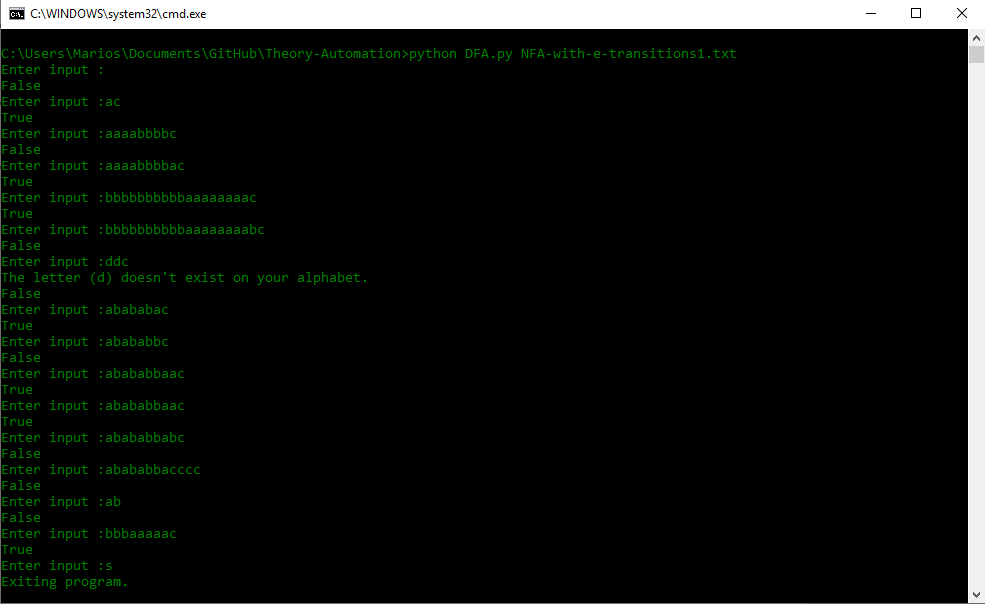 C:\WINDOWS\system32\cmd.exe
C:\Users\Marios\Documents\GitHub\Theory-Automation>python DFA.py NFA-with-e-transitions1.txt
Enter input :
False
Enter input :ac
True
Enter input :aaaabbbbc
False
Enter input :aaaabbbbac
True
Enter input :bbbbbbbbbbaaaaaaaac
True
Enter input :bbbbbbbbbbaaaaaaaabc
False
Enter input :ddc
The letter (d) doesn't exist on your alphabet.
False
Enter input :abababac
True
Enter input :abababbc
False
Enter input :abababbaac
True
Enter input :abababbaac
True
Enter input :abababbabc
False
Enter input :abababbacccc
False
Enter input :ab
False
Enter input :bbbaaaaac
True
Enter input :s
Exiting program.